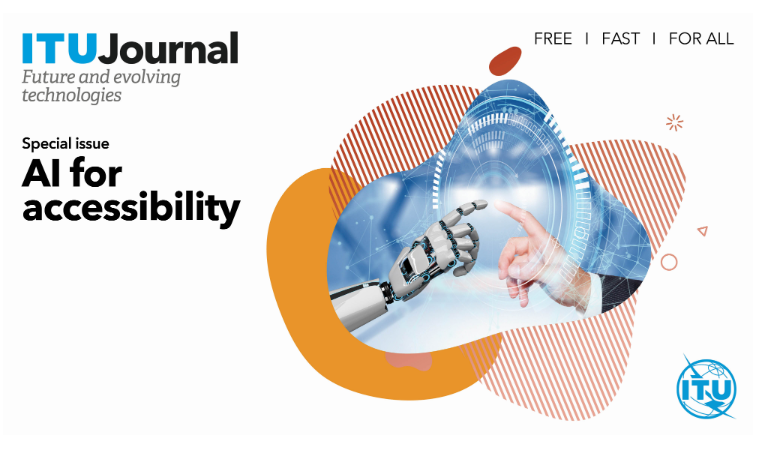 ITUJournal
Future and evolving
technologies
FREE I FAST I FOR ALL
Special issue
AI for
accessibility
ITU